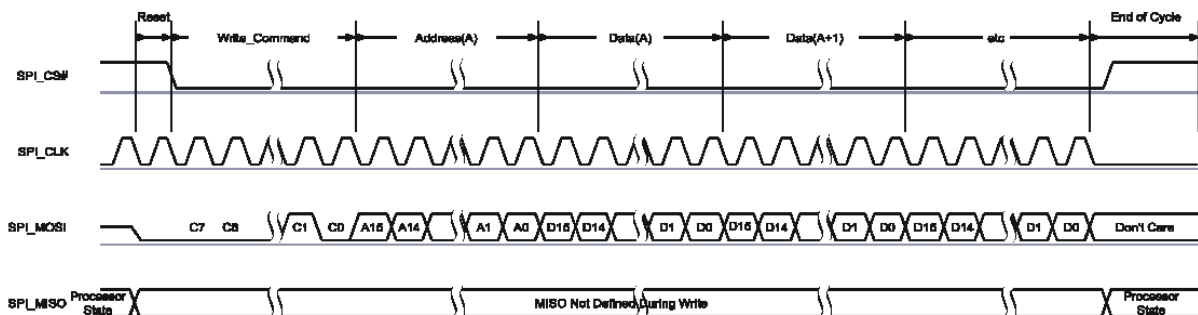 Reset
End of Cycle
Write_Command Address(A) Data(A) Data(A+1) etc
SPI_CS#
SPI_CLK
SPI_MOSI C7 C6 C1 C0 A15 A14 A1 A0 D15 D14 D1 D0 D15 D14 D1 D0 D15 D14 D1 D0 Don't Care
SPI_MISO Processor State MISO Not Defined During Write Processor State